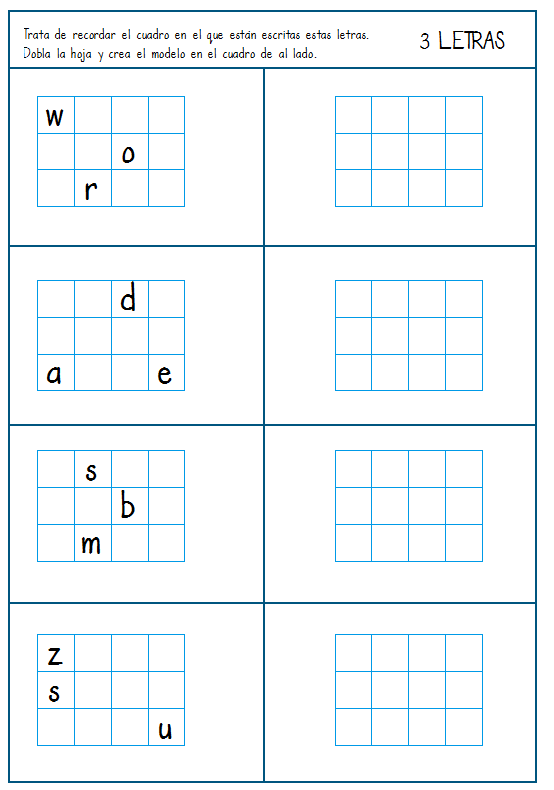 Trata de recordar el cuadro en el que están escritas estas letras.
Dobla la hoja y crea el modelo en el cuadro de al lado.
3 LETRAS
w
o
r
d
a e
s
b
m
z
s
u